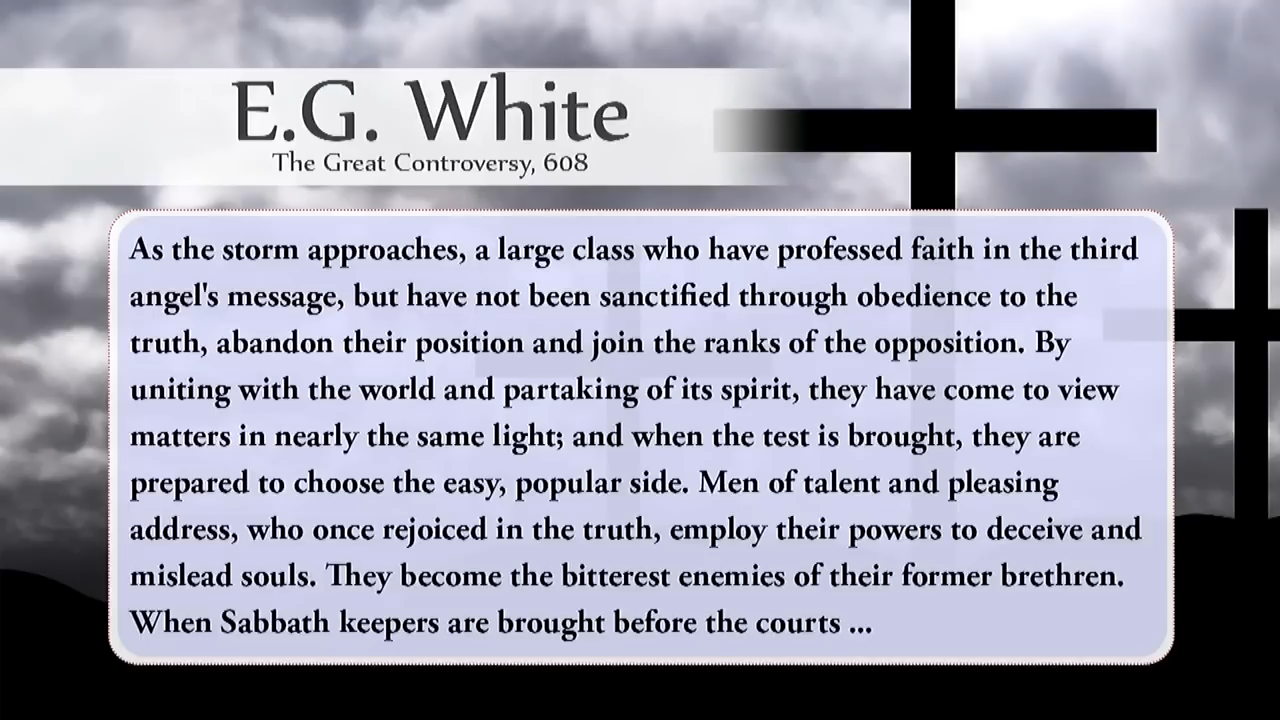 E.G. White
The Great Controversy, 608
As the storm approaches, a large class who have professed faith in the third
angel's message, but have not been sanctified through obedience to the
truth, abandon their position and join the ranks of the opposition. By
uniting with the world and partaking of its spirit, they have come to view
matters in nearly the same light; and when the test is brought, they are
prepared to choose the easy, popular side. Men of talent and pleasing
address, who once rejoiced in the truth, employ their powers to deceive and
mislead souls. They become the bitterest enemies of their former brethren.
When Sabbath keepers are brought before the courts ...